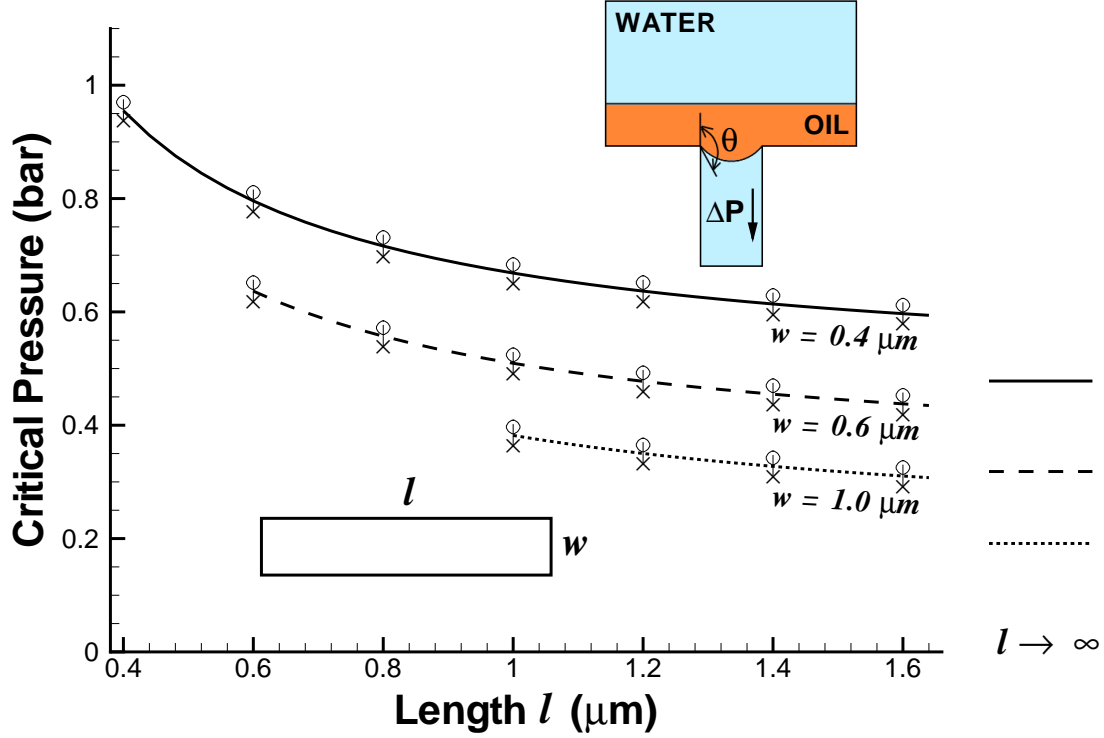 WATER
OIL
θ
ΔP
Critical Pressure (bar)
1
0.8
0.6
0.4
0.2
0
w = 0.4 μm
w = 0.6 μm
w = 1.0 μm
l
w
l → ∞
0.4
0.6
0.8
1
1.2
1.4
1.6
Length l (μm)